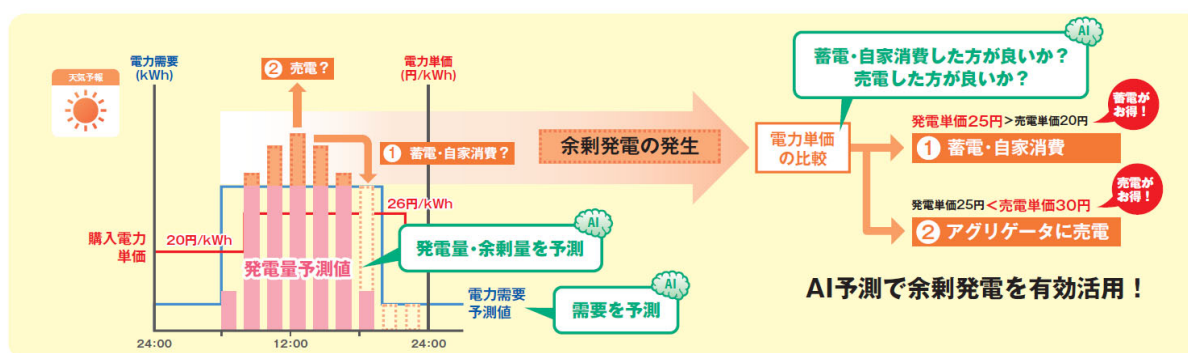 天気予報
電力需要
(kWh)
② 売電？
電力単価
(円/kWh)
① 蓄電・自家消費？
購入電力
単価
20円/kWh
26円/kWh
発電量予測値
AI
発電量・余剰量を予測
電力需要
予測値
AI
需要を予測
24:00
12:00
24:00
余剰発電の発生
電力単価
の比較
AI
蓄電・自家消費した方が良いか？
売電した方が良いか？
発電単価25円>売電単価20円
蓄電が
お得！
① 蓄電・自家消費
発電単価25円<売電単価30円
売電が
お得！
② アグリゲータに売電
AI予測で余剰発電を有効活用！